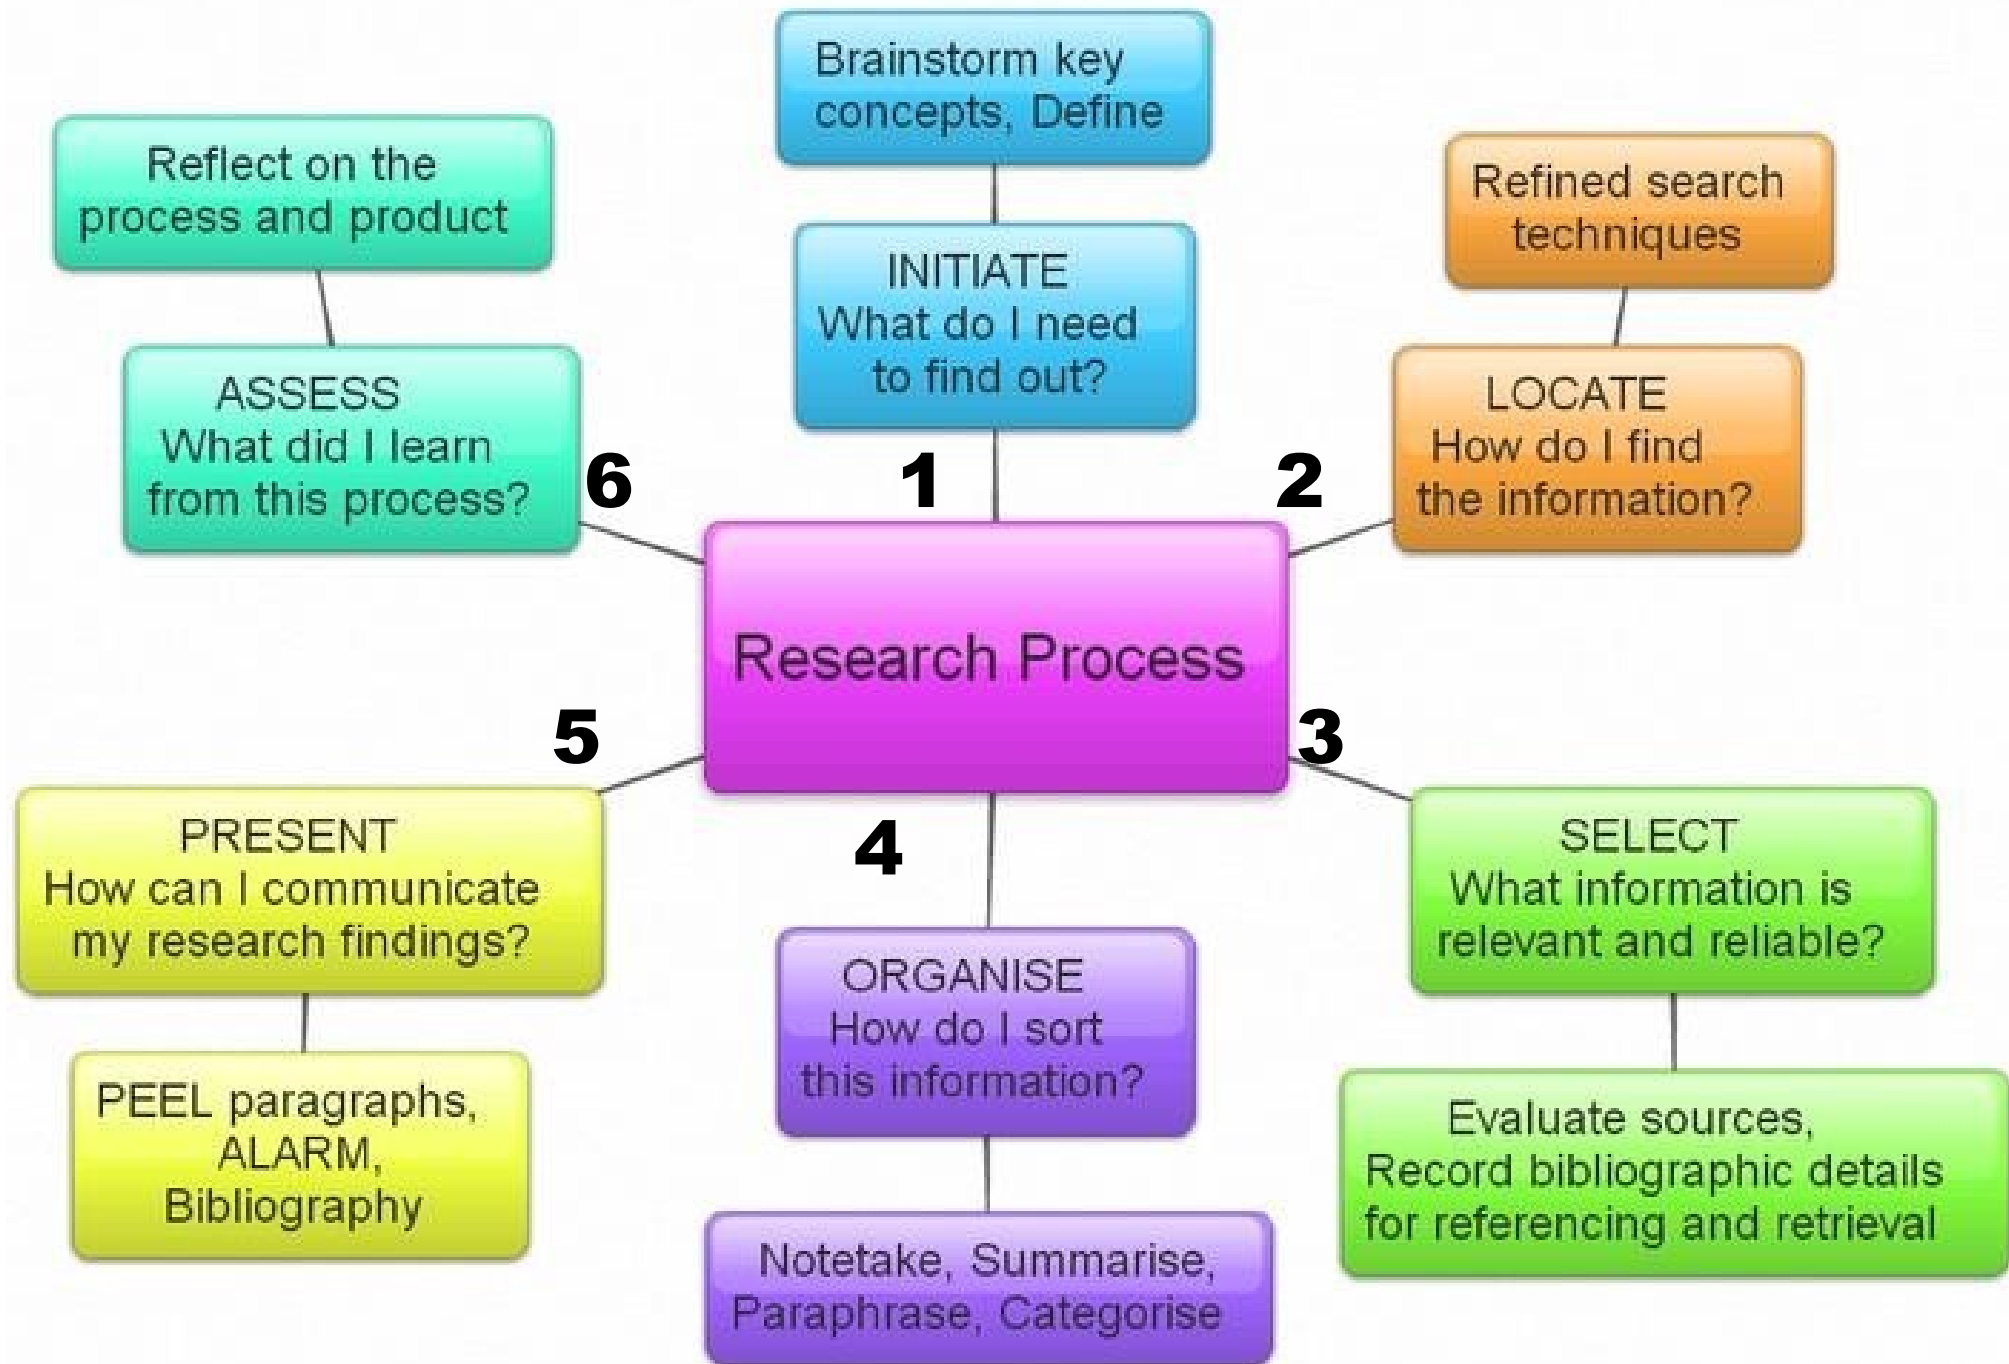 Research Process
1
Brainstorm key
concepts, Define
INITIATE
What do I need
to find out?
2
Refined search
techniques
LOCATE
How do I find
the information?
3
SELECT
What information is
relevant and reliable?
Evaluate sources,
Record bibliographic details
for referencing and retrieval
4
ORGANISE
How do I sort
this information?
Notetake, Summarise,
Paraphrase, Categorise
5
PRESENT
How can I communicate
my research findings?
PEEL paragraphs,
ALARM,
Bibliography
6
Reflect on the
process and product
ASSESS
What did I learn
from this process?